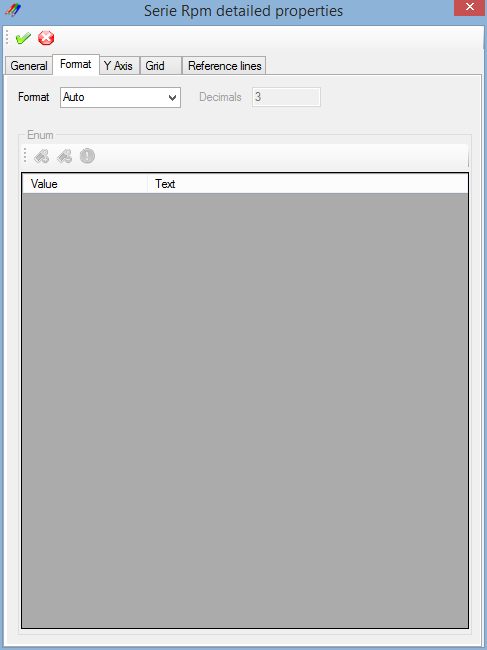 Serie Rpm detailed properties
General Format Y Axis Grid Reference lines
Format Auto Decimals 3
Enum
Value Text